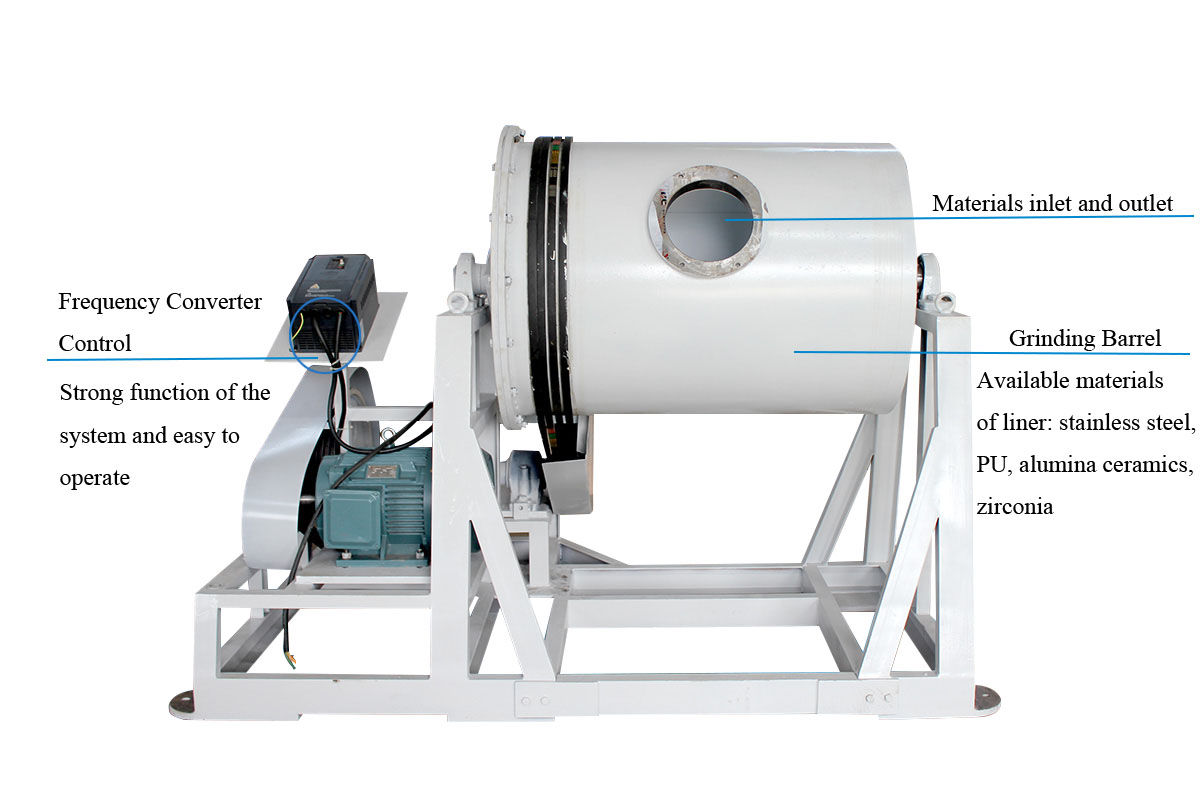 Materials inlet and outlet
Frequency Converter
Control
Strong function of the
system and easy to
operate
Grinding Barrel
Available materials
of liner: stainless steel,
PU, alumina ceramics,
zirconia